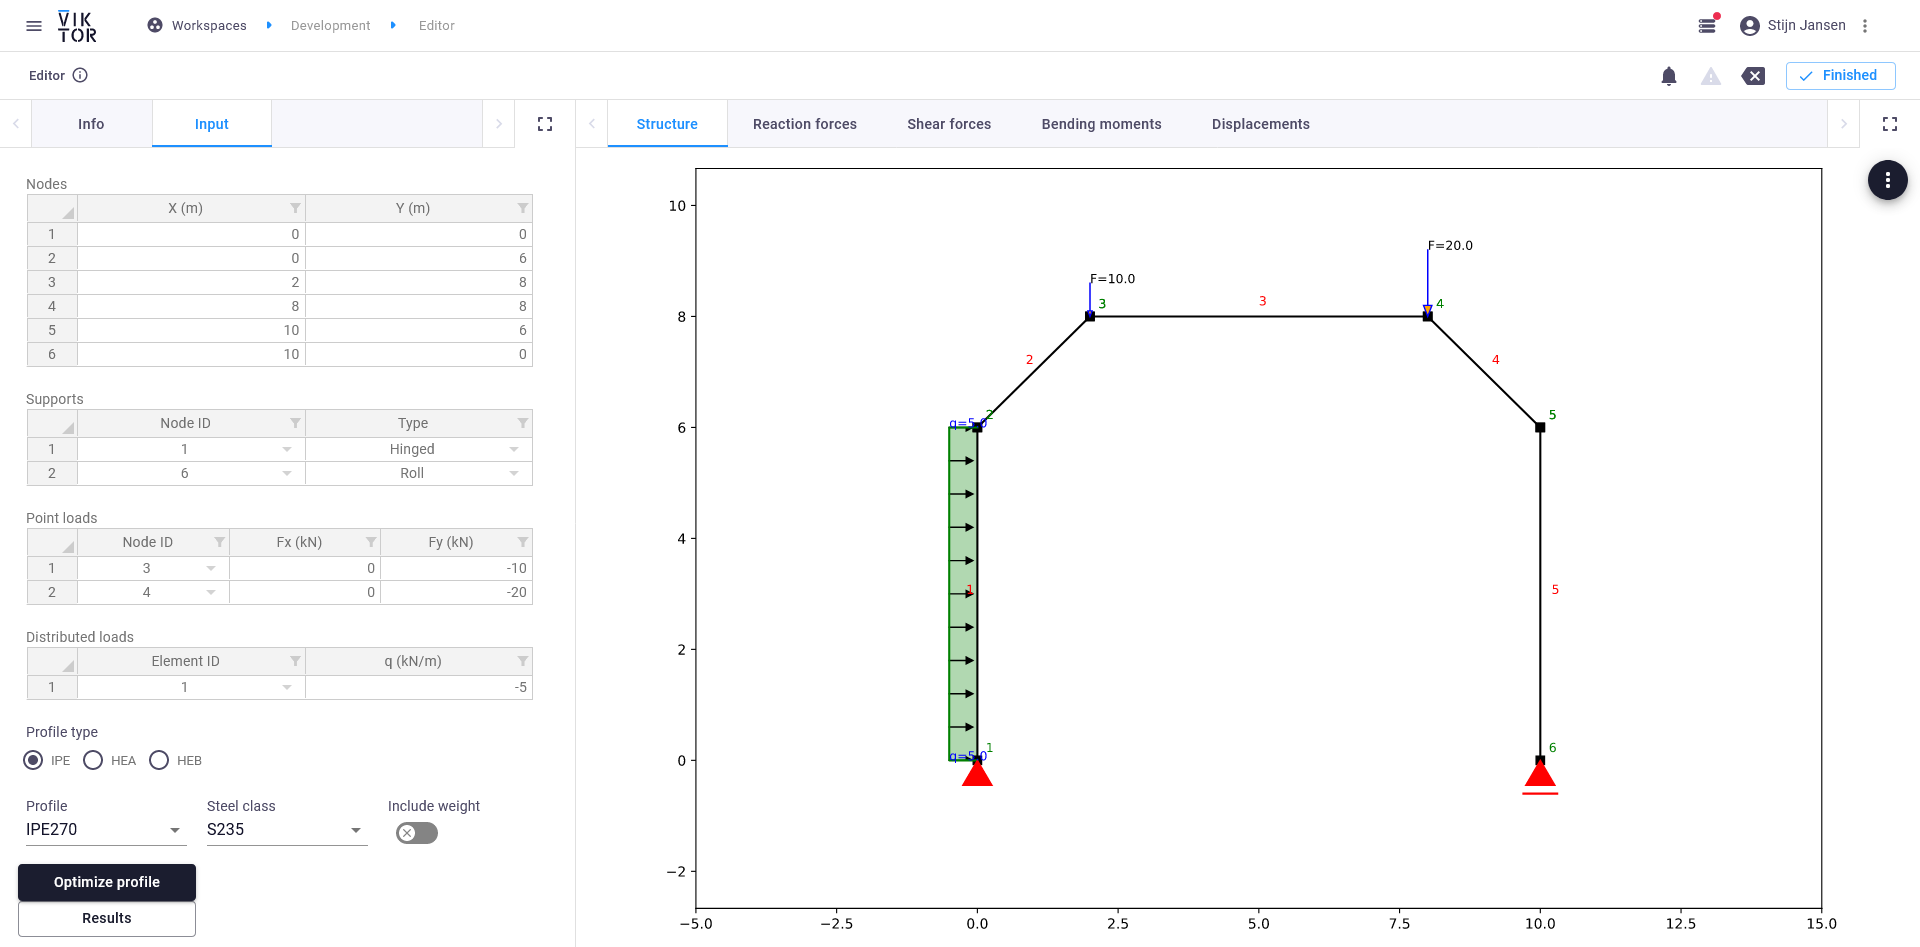 VIK
TOR
Workspaces
Development
Editor
Stijn Jansen
Editor
Finished
Info
Input
Structure
Reaction forces
Shear forces
Bending moments
Displacements
Nodes
X (m) Y (m)
1 0 0
2 0 6
3 2 8
4 8 8
5 10 6
6 10 0
Supports
Node ID Type
1 1 Hinged
2 6 Roll
Point loads
Node ID Fx (kN) Fy (kN)
1 3 0 -10
2 4 0 -20
Distributed loads
Element ID q (kN/m)
1 1 -5
Profile type
IPE HEA HEB
Profile Steel class Include weight
IPE270 S235
Optimize profile
Results
10
8
6
4
2
0
−2
−5.0 −2.5 0.0 2.5 5.0 7.5 10.0 12.5 15.0
F=20.0
F=10.0
3
3
4
2
4
2
5
q=5.0
1
5
1
6
q=5.0